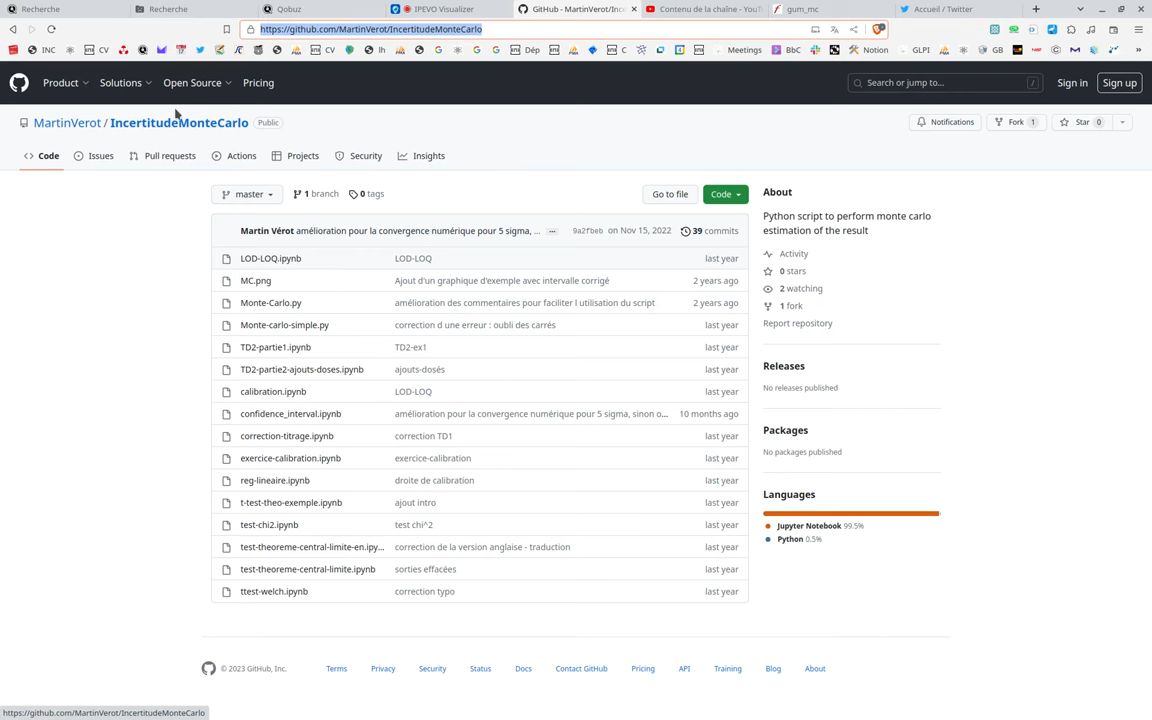 Recherche Recherche Qobuz IPEVO Visualizer GitHub - MartinVerot/Ince × Contenu de la chaîne - YouT gum_mc Accueil / Twitter
https://github.com/MartinVerot/IncertitudeMonteCarlo
INC CV CV lh Dép C Meetings BbC Notion GLPI GB »
Product Solutions Open Source Pricing Search or jump to... / Sign in Sign up
MartinVerot / IncertitudeMonteCarlo Public Notifications Fork 1 Star 0
<> Code Issues Pull requests Actions Projects Security Insights
master 1 branch 0 tags Go to file Code
Martin Vérot amélioration pour la convergence numérique pour 5 sigma, ... ... 9a2fbeb on Nov 15, 2022 39 commits
LOD-LOQ.ipynb LOD-LOQ last year
MC.png Ajout d'un graphique d'exemple avec intervalle corrigé 2 years ago
Monte-Carlo.py amélioration des commentaires pour faciliter l utilisation du script 2 years ago
Monte-carlo-simple.py correction d une erreur : oubli des carrés last year
TD2-partie1.ipynb TD2-ex1 last year
TD2-partie2-ajouts-doses.ipynb ajouts-dosés last year
calibration.ipynb LOD-LOQ last year
confidence_interval.ipynb amélioration pour la convergence numérique pour 5 sigma, sinon o... 10 months ago
correction-titrage.ipynb correction TD1 last year
exercice-calibration.ipynb exercice-calibration last year
reg-lineaire.ipynb droite de calibration last year
t-test-theo-exemple.ipynb ajout intro last year
test-chi2.ipynb test chi^2 last year
test-theoreme-central-limite-en.ipy... correction de la version anglaise - traduction last year
test-theoreme-central-limite.ipynb sorties effacées last year
ttest-welch.ipynb correction typo last year
About
Python script to perform monte carlo
estimation of the result
Activity
0 stars
2 watching
1 fork
Report repository
Releases
No releases published
Packages
No packages published
Languages
Jupyter Notebook 99.5%
Python 0.5%
© 2023 GitHub, Inc. Terms Privacy Security Status Docs Contact GitHub Pricing API Training Blog About
https://github.com/MartinVerot/IncertitudeMonteCarlo